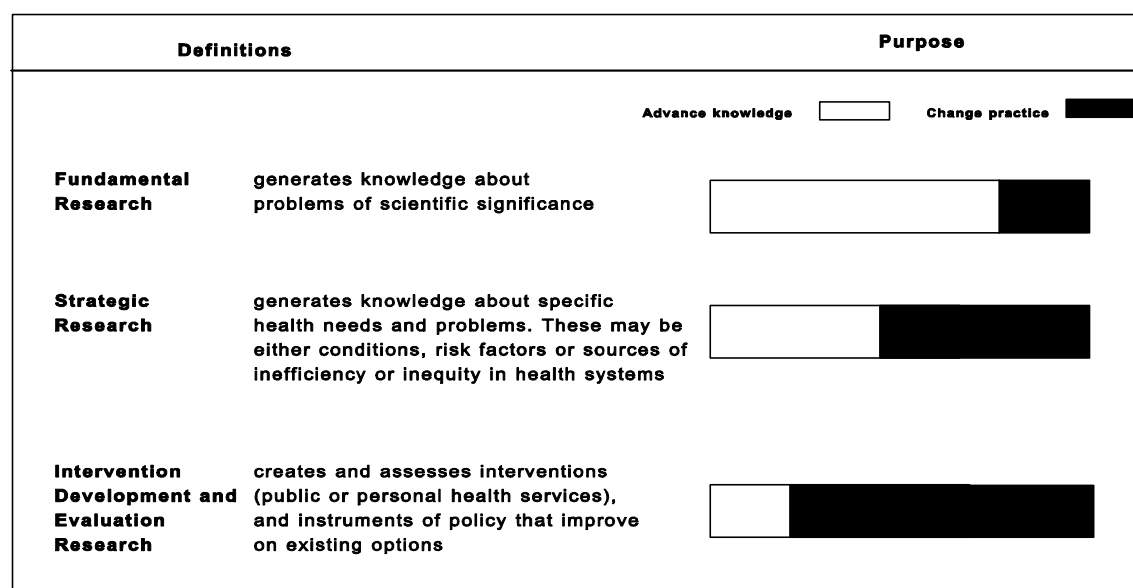 Definitions
Purpose
Advance knowledge
Change practice
Fundamental
Research
generates knowledge about
problems of scientific significance
Strategic
Research
generates knowledge about specific
health needs and problems. These may be
either conditions, risk factors or sources of
inefficiency or inequity in health systems
Intervention
Development and
Evaluation
Research
creates and assesses interventions
(public or personal health services),
and instruments of policy that improve
on existing options